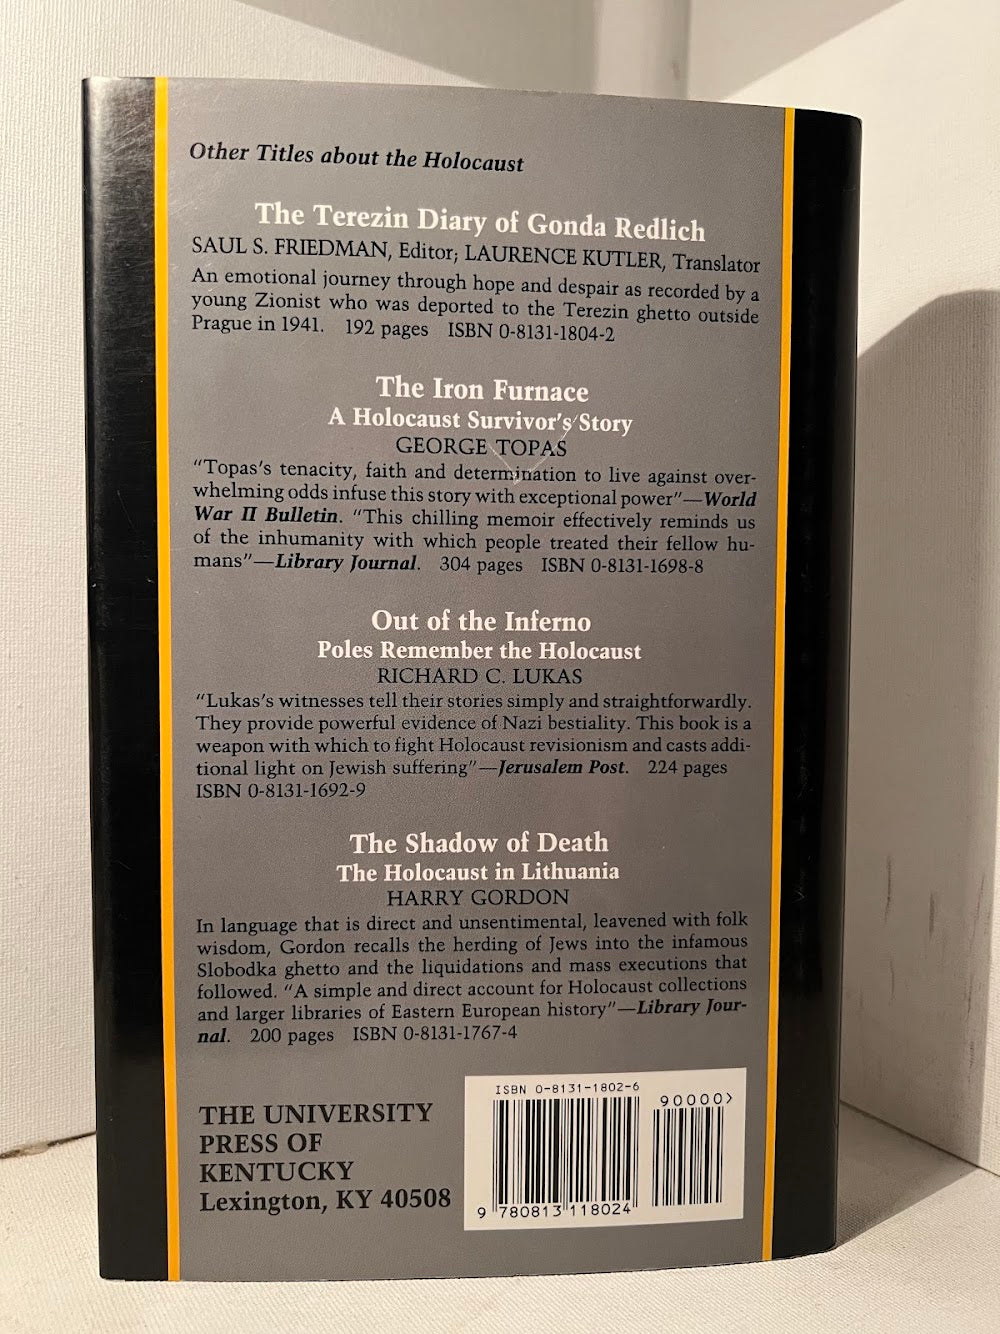 Other Titles about the Holocaust
The Terezin Diary of Gonda Redlich
SAUL S. FRIEDMAN, Editor; LAURENCE KUTLER, Translator
An emotional journey through hope and despair as recorded by a
young Zionist who was deported to the Terezin ghetto outside
Prague in 1941. 192 pages ISBN 0-8131-1804-2
The Iron Furnace
A Holocaust Survivor's Story
GEORGE TOPAS
“Topas's tenacity, faith and determination to live against over-
whelming odds infuse this story with exceptional power”—World
War II Bulletin. “This chilling memoir effectively reminds us
of the inhumanity with which people treated their fellow hu-
mans”—Library Journal. 304 pages ISBN 0-8131-1698-8
Out of the Inferno
Poles Remember the Holocaust
RICHARD C. LUKAS
“Lukas's witnesses tell their stories simply and straightforwardly.
They provide powerful evidence of Nazi bestiality. This book is a
weapon with which to fight Holocaust revisionism and casts addi-
tional light on Jewish suffering”—Jerusalem Post. 224 pages
ISBN 0-8131-1692-9
The Shadow of Death
The Holocaust in Lithuania
HARRY GORDON
In language that is direct and unsentimental, leavened with folk
wisdom, Gordon recalls the herding of Jews into the infamous
Slobodka ghetto and the liquidations and mass executions that
followed. “A simple and direct account for Holocaust collections
and larger libraries of Eastern European history”—Library Jour-
nal. 200 pages ISBN 0-8131-1767-4
THE UNIVERSITY
PRESS OF
KENTUCKY
Lexington, KY 40508
ISBN 0-8131-1802-6
90000>
9 780813 118024